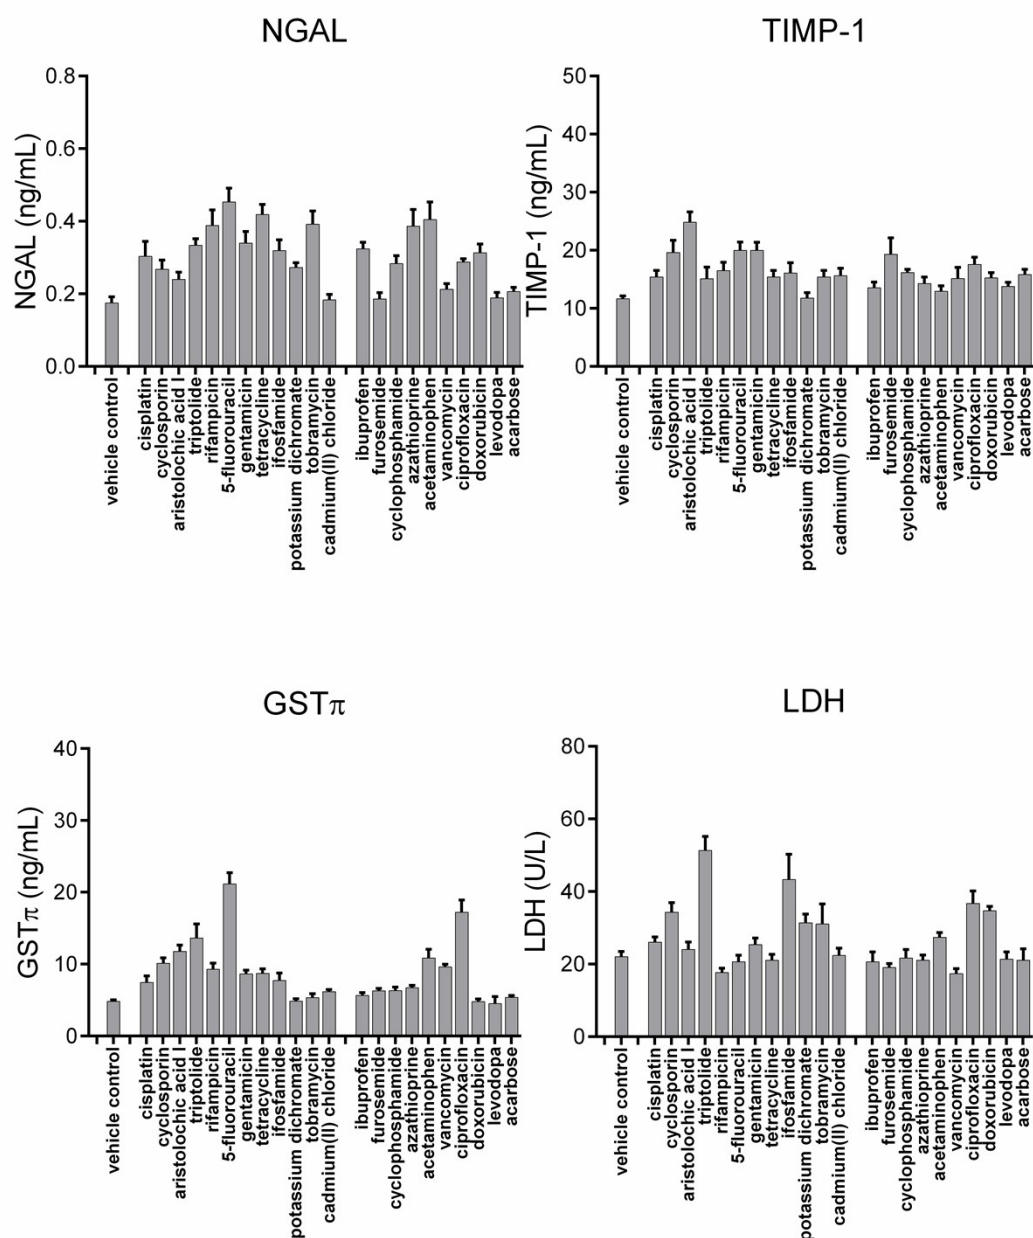 NGAL
NGAL (ng/mL)
0.8
0.6
0.4
0.2
0.0
vehicle control
cisplatin
cyclosporin
aristolochic acid I
triptolide
rifampicin
5-fluorouracil
gentamicin
tetracycline
ifosfamide
potassium dichromate
tobramycin
cadmium(II) chloride
ibuprofen
furosemide
cyclophosphamide
azathioprine
acetaminophen
vancomycin
ciprofloxacin
doxorubicin
levodopa
acarbose
TIMP-1
TIMP-1 (ng/mL)
50
40
30
20
10
0
vehicle control
cisplatin
cyclosporin
aristolochic acid I
triptolide
rifampicin
5-fluorouracil
gentamicin
tetracycline
ifosfamide
potassium dichromate
tobramycin
cadmium(II) chloride
ibuprofen
furosemide
cyclophosphamide
azathioprine
acetaminophen
vancomycin
ciprofloxacin
doxorubicin
levodopa
acarbose
GSTπ
GSTπ (ng/mL)
40
30
20
10
0
vehicle control
cisplatin
cyclosporin
aristolochic acid I
triptolide
rifampicin
5-fluorouracil
gentamicin
tetracycline
ifosfamide
potassium dichromate
tobramycin
cadmium(II) chloride
ibuprofen
furosemide
cyclophosphamide
azathioprine
acetaminophen
vancomycin
ciprofloxacin
doxorubicin
levodopa
acarbose
LDH
LDH (U/L)
80
60
40
20
0
vehicle control
cisplatin
cyclosporin
aristolochic acid I
triptolide
rifampicin
5-fluorouracil
gentamicin
tetracycline
ifosfamide
potassium dichromate
tobramycin
cadmium(II) chloride
ibuprofen
furosemide
cyclophosphamide
azathioprine
acetaminophen
vancomycin
ciprofloxacin
doxorubicin
levodopa
acarbose